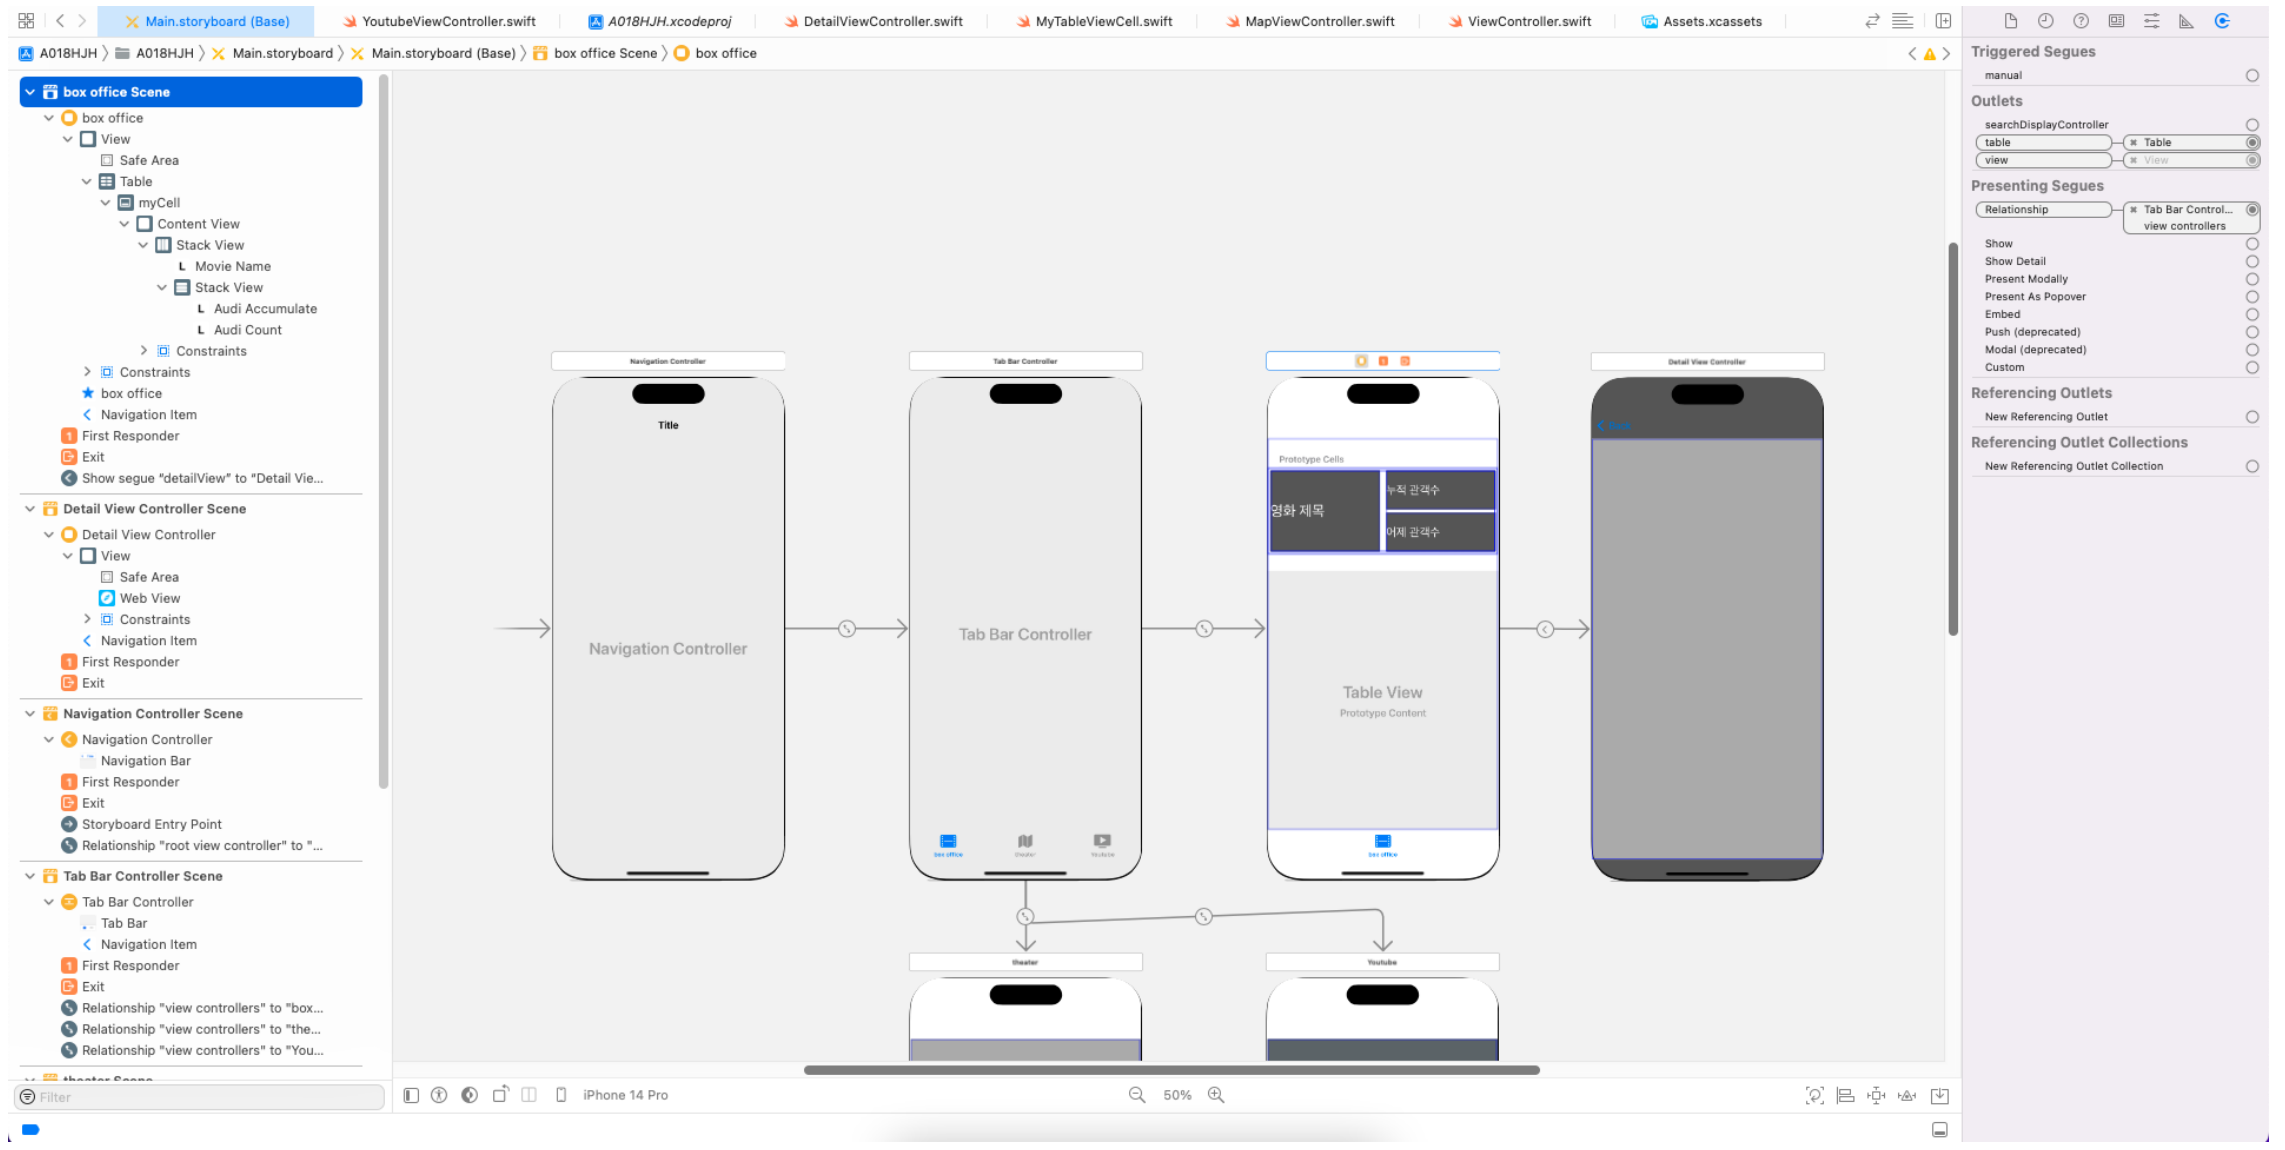 Main.storyboard (Base)
YoutubeViewController.swift
A018HJH.xcodeproj
DetailViewController.swift
MyTableViewCell.swift
MapViewController.swift
ViewController.swift
Assets.xcassets
A018HJH
A018HJH
Main.storyboard
Main.storyboard (Base)
box office Scene
box office
box office Scene
box office
View
Safe Area
Table
myCell
Content View
Stack View
L Movie Name
Stack View
L Audi Accumulate
L Audi Count
Constraints
Constraints
box office
Navigation Item
First Responder
Exit
Show segue "detailView" to "Detail Vie...
Detail View Controller Scene
Detail View Controller
View
Safe Area
Web View
Constraints
Navigation Item
First Responder
Exit
Navigation Controller Scene
Navigation Controller
Navigation Bar
First Responder
Exit
Storyboard Entry Point
Relationship "root view controller" to "...
Tab Bar Controller Scene
Tab Bar Controller
Tab Bar
Navigation Item
First Responder
Exit
Relationship "view controllers" to "box...
Relationship "view controllers" to "the...
Relationship "view controllers" to "You...
theater Scene
Filter
Navigation Controller
Title
Navigation Controller
Tab Bar Controller
Tab Bar Controller
box office
theater
Youtube
Prototype Cells
영화 제목
누적 관객수
어제 관객수
Table View
Prototype Content
box office
Detail View Controller
theater
Youtube
iPhone 14 Pro
50%
Triggered Segues
manual
Outlets
searchDisplayController
table
Table
view
View
Presenting Segues
Relationship
Tab Bar Control...
view controllers
Show
Show Detail
Present Modally
Present As Popover
Embed
Push (deprecated)
Modal (deprecated)
Custom
Referencing Outlets
New Referencing Outlet
Referencing Outlet Collections
New Referencing Outlet Collection